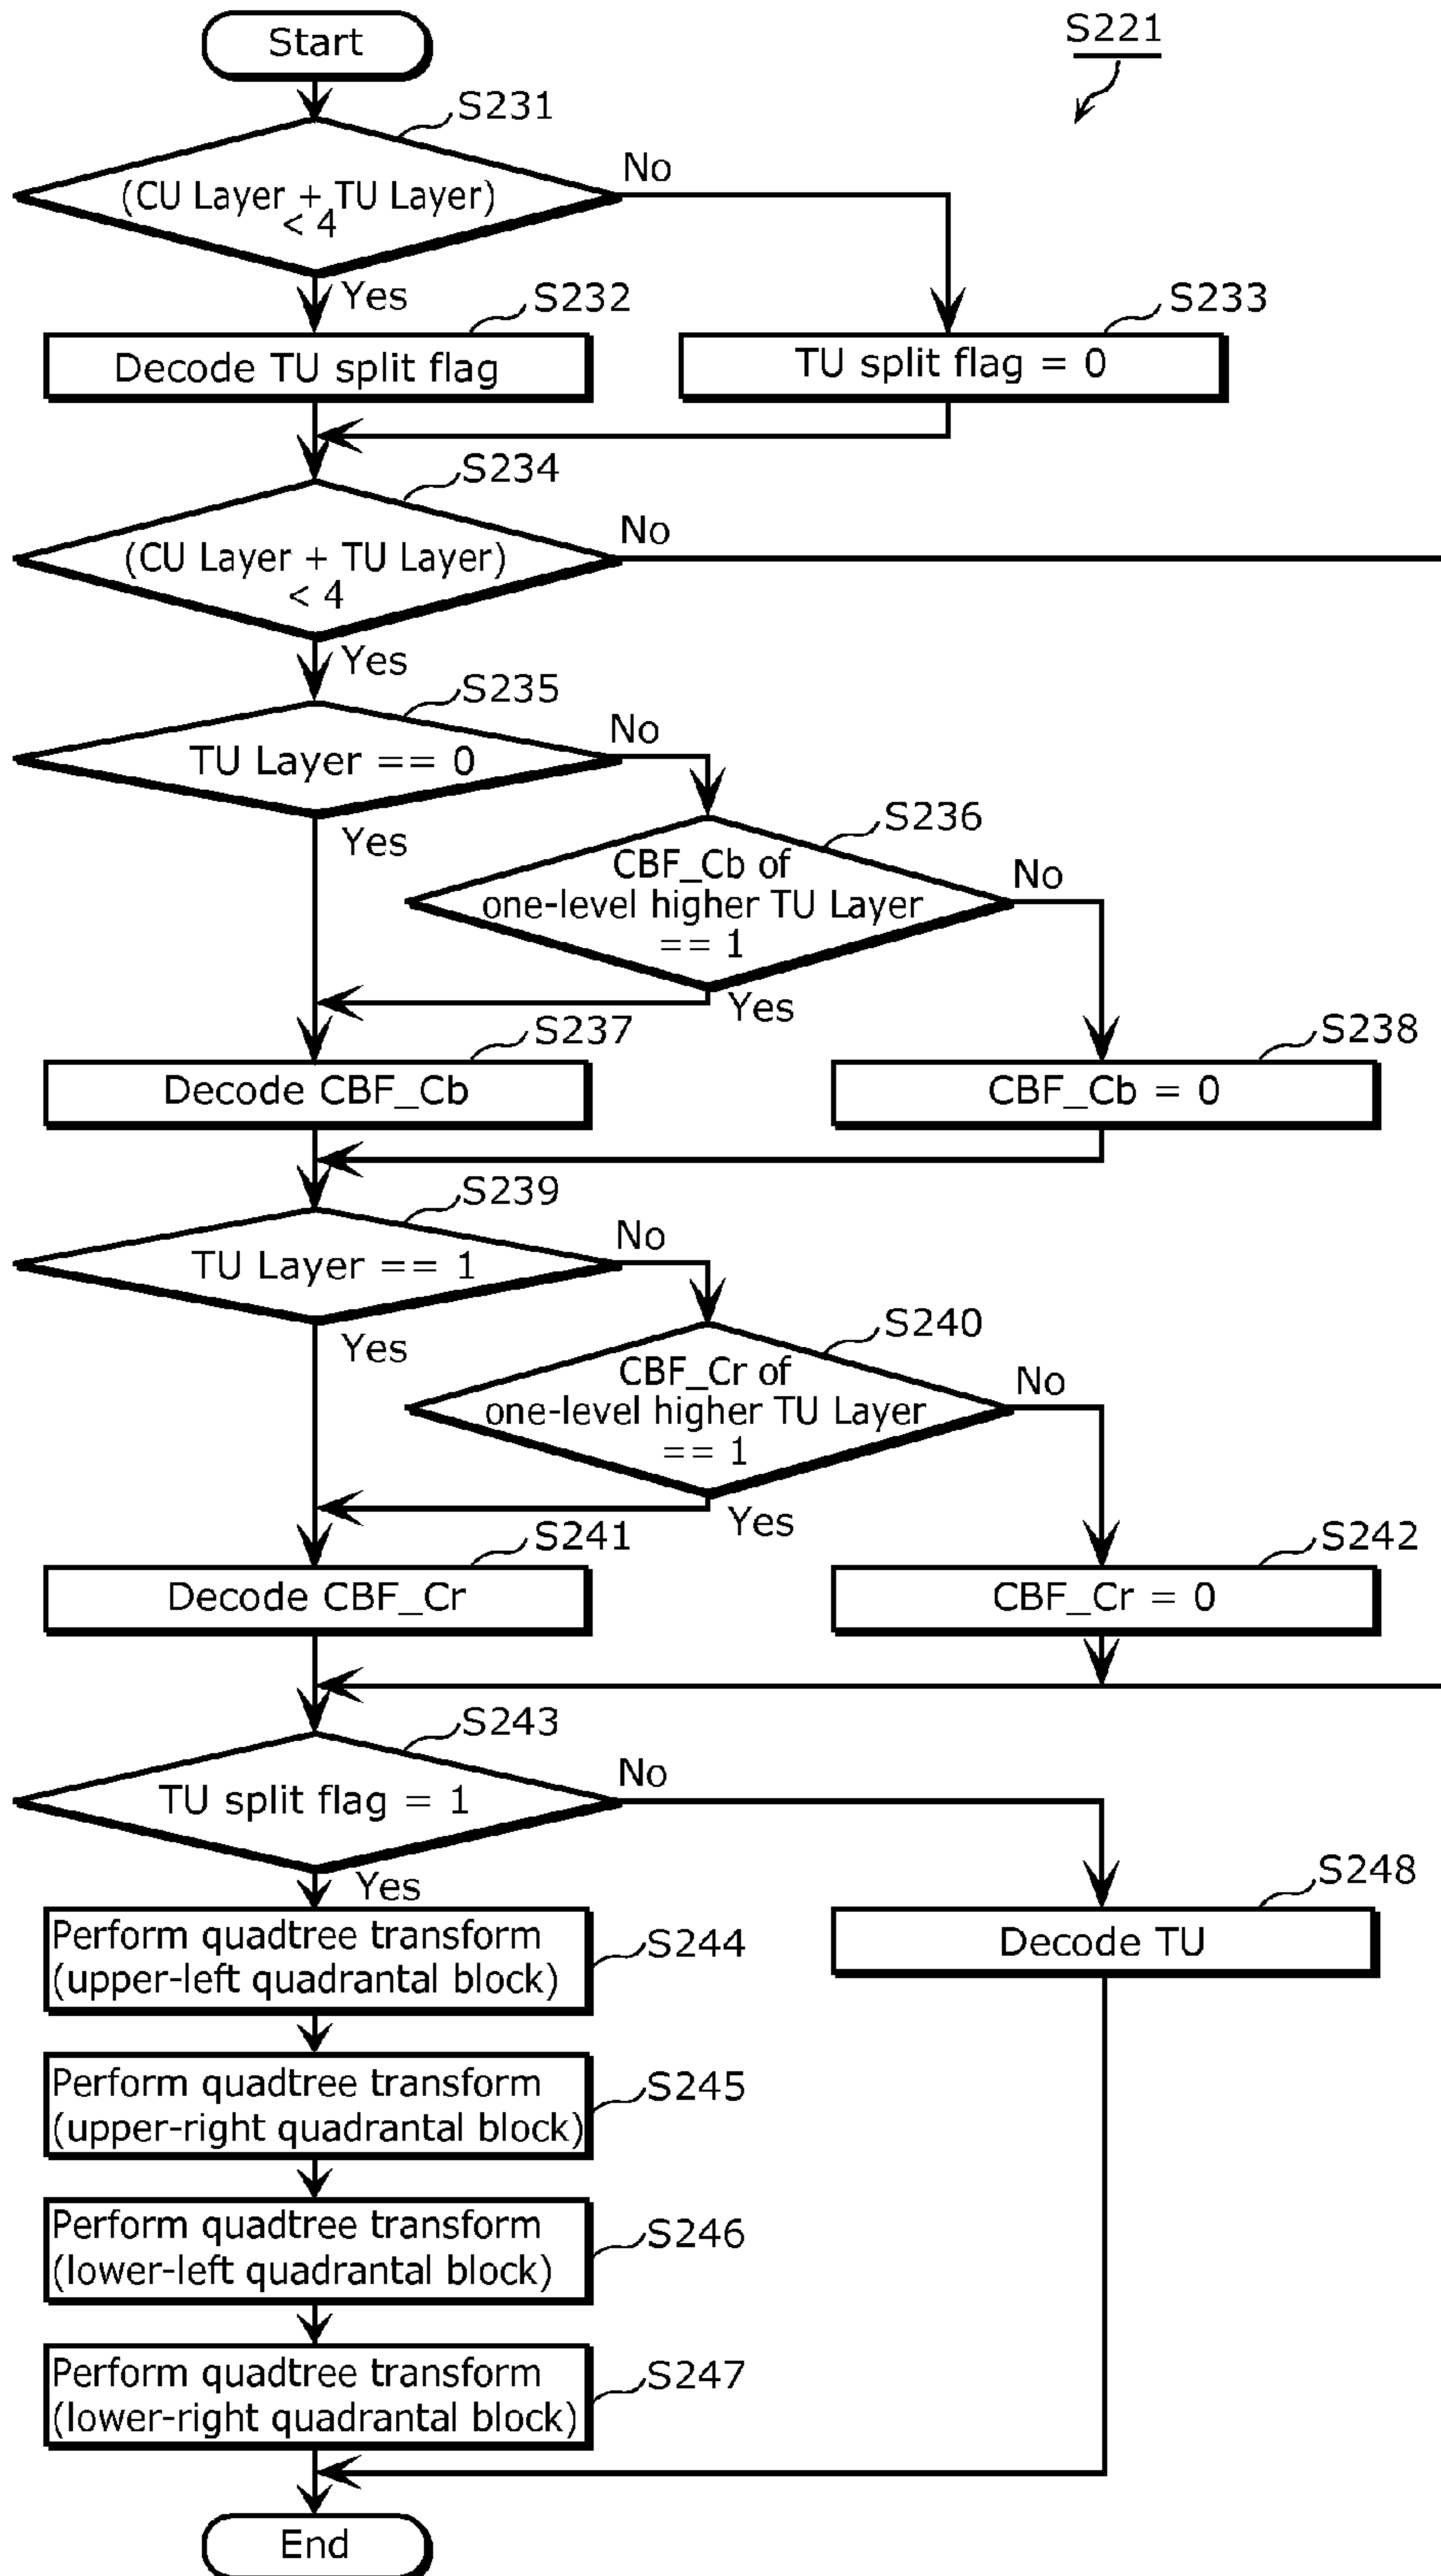 Start
S221
S231
(CU Layer + TU Layer)
< 4
No
Yes
S232
S233
Decode TU split flag
TU split flag = 0
S234
(CU Layer + TU Layer)
< 4
No
Yes
S235
TU Layer == 0
No
Yes
S236
CBF_Cb of
one-level higher TU Layer
== 1
No
Yes
S237
S238
Decode CBF_Cb
CBF_Cb = 0
S239
TU Layer == 1
No
Yes
S240
CBF_Cr of
one-level higher TU Layer
== 1
No
Yes
S241
S242
Decode CBF_Cr
CBF_Cr = 0
S243
TU split flag = 1
No
Yes
S248
Decode TU
Perform quadtree transform
(upper-left quadrantal block)
S244
Perform quadtree transform
(upper-right quadrantal block)
S245
Perform quadtree transform
(lower-left quadrantal block)
S246
Perform quadtree transform
(lower-right quadrantal block)
S247
End